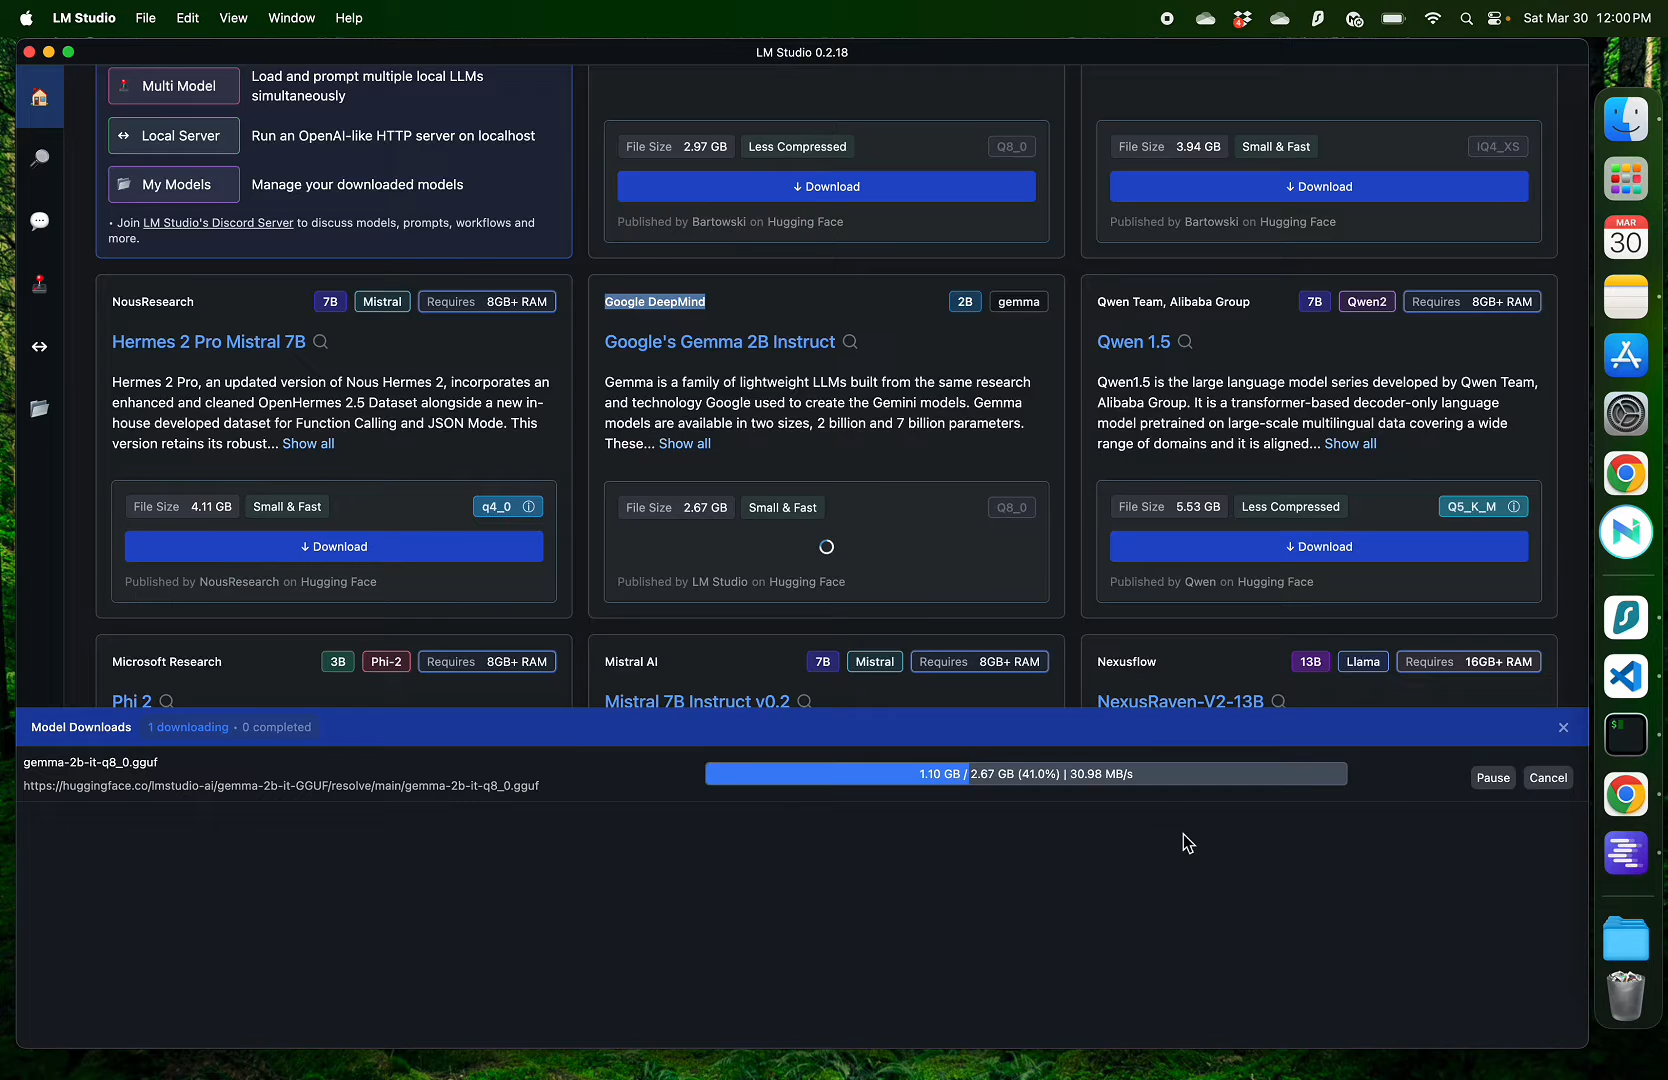 LM Studio File Edit View Window Help
4
Sat Mar 30 12:00 PM
LM Studio 0.2.18
Multi Model
Load and prompt multiple local LLMs
simultaneously
↔ Local Server
Run an OpenAI-like HTTP server on localhost
My Models
Manage your downloaded models
• Join LM Studio's Discord Server to discuss models, prompts, workflows and
more.
File Size 2.97 GB Less Compressed Q8_0
↓ Download
Published by Bartowski on Hugging Face
File Size 3.94 GB Small & Fast IQ4_XS
↓ Download
Published by Bartowski on Hugging Face
NousResearch 7B Mistral Requires 8GB+ RAM
Hermes 2 Pro Mistral 7B
Hermes 2 Pro, an updated version of Nous Hermes 2, incorporates an
enhanced and cleaned OpenHermes 2.5 Dataset alongside a new in-
house developed dataset for Function Calling and JSON Mode. This
version retains its robust... Show all
File Size 4.11 GB Small & Fast q4_0 ⓘ
↓ Download
Published by NousResearch on Hugging Face
Google DeepMind 2B gemma
Google's Gemma 2B Instruct
Gemma is a family of lightweight LLMs built from the same research
and technology Google used to create the Gemini models. Gemma
models are available in two sizes, 2 billion and 7 billion parameters.
These... Show all
File Size 2.67 GB Small & Fast Q8_0
Published by LM Studio on Hugging Face
Qwen Team, Alibaba Group 7B Qwen2 Requires 8GB+ RAM
Qwen 1.5
Qwen1.5 is the large language model series developed by Qwen Team,
Alibaba Group. It is a transformer-based decoder-only language
model pretrained on large-scale multilingual data covering a wide
range of domains and it is aligned... Show all
File Size 5.53 GB Less Compressed Q5_K_M ⓘ
↓ Download
Published by Qwen on Hugging Face
Microsoft Research 3B Phi-2 Requires 8GB+ RAM
Phi 2
Mistral AI 7B Mistral Requires 8GB+ RAM
Mistral 7B Instruct v0.2
Nexusflow 13B Llama Requires 16GB+ RAM
NexusRaven-V2-13B
Model Downloads 1 downloading • 0 completed
gemma-2b-it-q8_0.gguf
https://huggingface.co/lmstudio-ai/gemma-2b-it-GGUF/resolve/main/gemma-2b-it-q8_0.gguf
1.10 GB / 2.67 GB (41.0%) | 30.98 MB/s
Pause Cancel
MAR
30
$